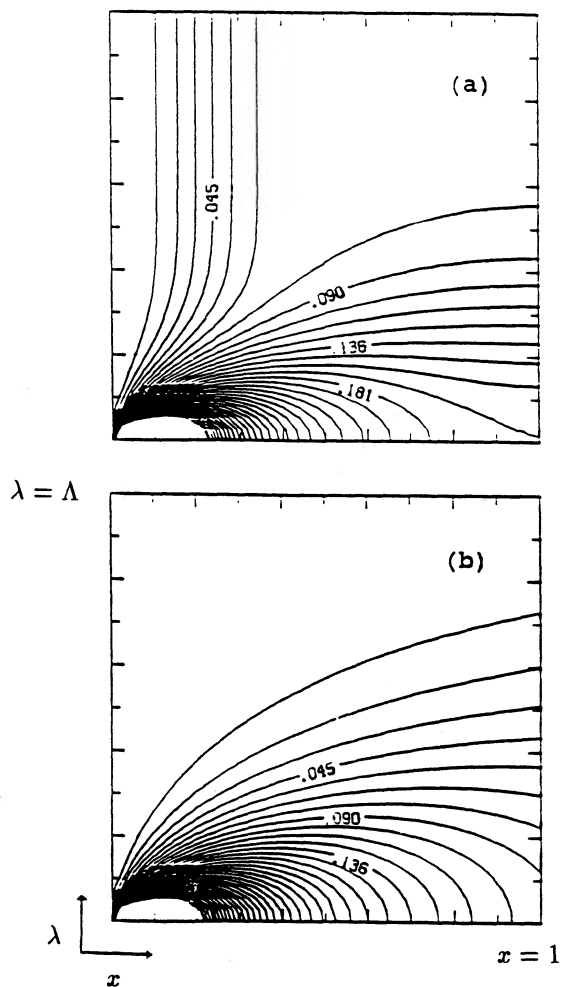 (a)
.045
.090
.136
.181
λ = Λ
(b)
.045
.090
.136
λ
x
x = 1